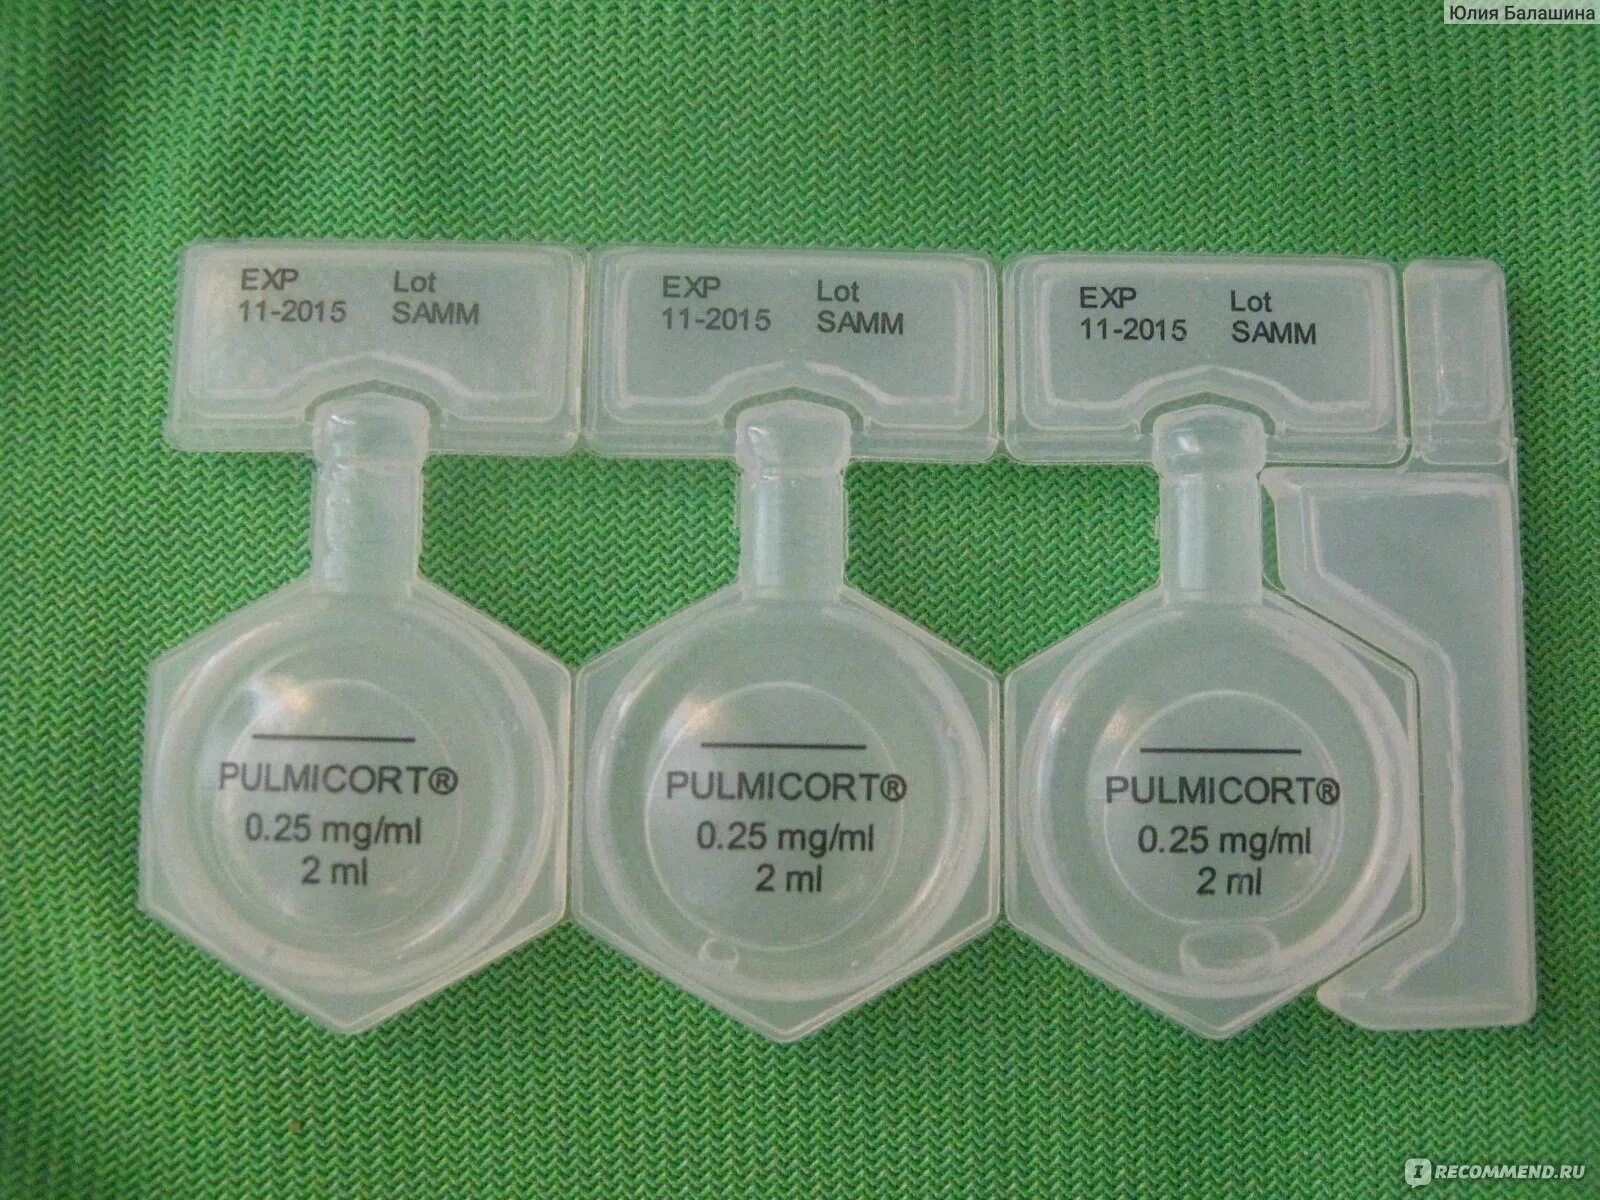 Юлия Балашина
EXP Lot
11-2015 SAMM
EXP Lot
11-2015 SAMM
EXP Lot
11-2015 SAMM
PULMICORT®
0.25 mg/ml
2 ml
PULMICORT®
0.25 mg/ml
2 ml
PULMICORT®
0.25 mg/ml
2 ml
IRECOMMEND.RU